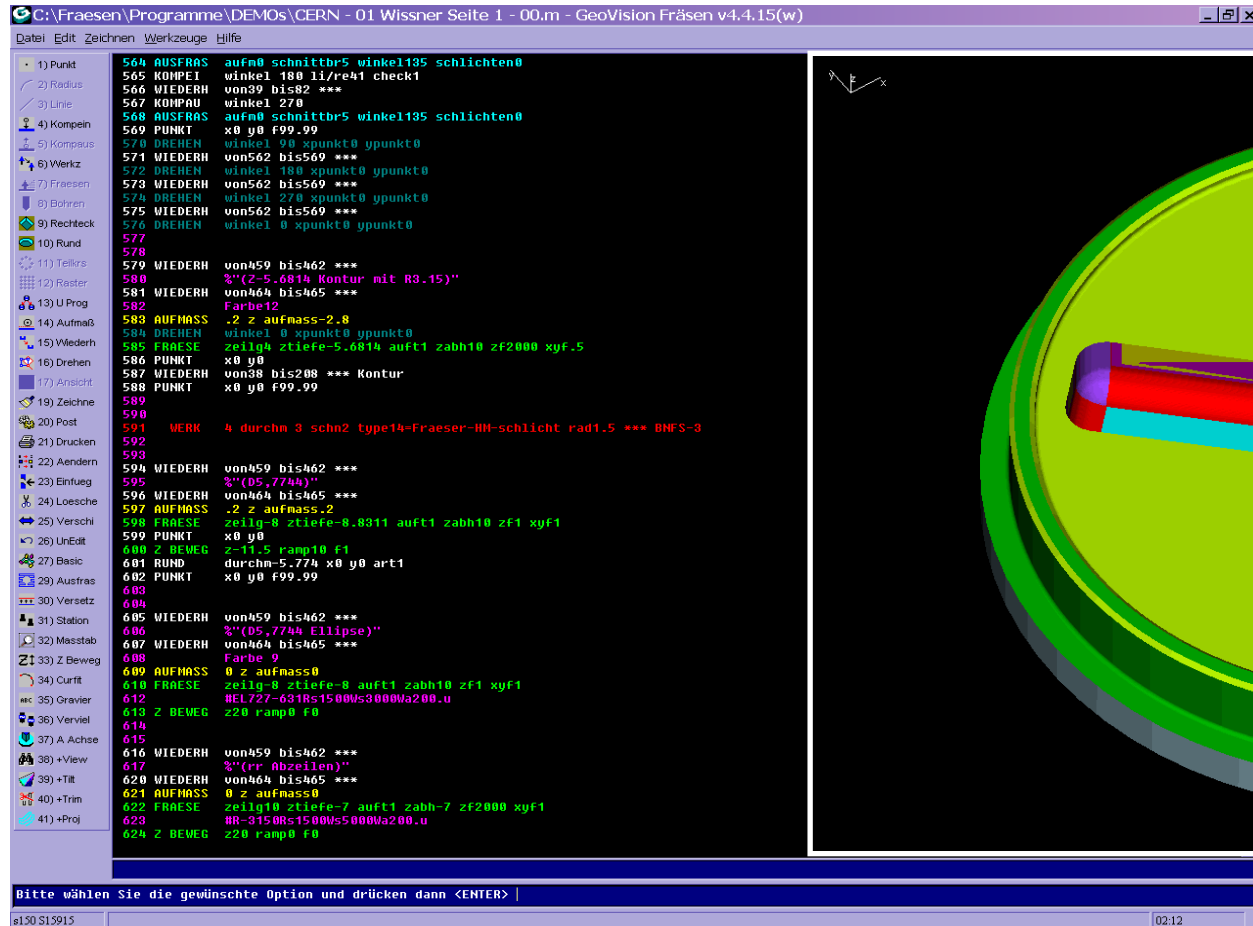 C:\Fraesen\Programme\DEMOs\CERN - 01 Wissner Seite 1 - 00.m - GeoVision Fräsen v4.4.15(w)
Datei Edit Zeichnen Werkzeuge Hilfe
1) Punkt
2) Radius
3) Linie
4) Kompein
5) Kompaus
6) Werkz
7) Fraesen
8) Bohren
9) Rechteck
10) Rund
11) Teilkrs
12) Raster
13) U Prog
14) Aufmaß
15) Wiederh
16) Drehen
17) Ansicht
19) Zeichne
20) Post
21) Drucken
22) Aendern
23) Einfueg
24) Loesche
25) Verschi
26) UnEdit
27) Basic
29) Ausfras
30) Versetz
31) Station
32) Masstab
33) Z Beweg
34) Curfit
35) Gravier
36) Verviel
37) A Achse
38) +View
39) +Tilt
40) +Trim
41) +Proj
564 AUSFRAS aufm0 schnittbr5 winkel135 schlichten0
565 KOMPEI winkel 180 li/re41 check1
566 WIEDERH von39 bis82 ***
567 KOMPAU winkel 270
568 AUSFRAS aufm0 schnittbr5 winkel135 schlichten0
569 PUNKT x0 y0 f99.99
570 DREHEN winkel 90 xpunkt0 ypunkt0
571 WIEDERH von562 bis569 ***
572 DREHEN winkel 180 xpunkt0 ypunkt0
573 WIEDERH von562 bis569 ***
574 DREHEN winkel 270 xpunkt0 ypunkt0
575 WIEDERH von562 bis569 ***
576 DREHEN winkel 0 xpunkt0 ypunkt0
577
578
579 WIEDERH von459 bis462 ***
580 %"(Z-5.6814 Kontur mit R3.15)"
581 WIEDERH von464 bis465 ***
582 Farbe12
583 AUFMASS .2 z aufmass-2.8
584 DREHEN winkel 0 xpunkt0 ypunkt0
585 FRAESE zeilg4 ztiefe-5.6814 auft1 zabh10 zf2000 xyf.5
586 PUNKT x0 y0
587 WIEDERH von38 bis208 *** Kontur
588 PUNKT x0 y0 f99.99
589
590
591 WERK 4 durchm 3 schn2 type14=Fraeser-HM-schlicht rad1.5 *** BNFS-3
592
593
594 WIEDERH von459 bis462 ***
595 %"(D5,7744)"
596 WIEDERH von464 bis465 ***
597 AUFMASS .2 z aufmass.2
598 FRAESE zeilg-8 ztiefe-8.8311 auft1 zabh10 zf1 xyf1
599 PUNKT x0 y0
600 Z BEWEG z-11.5 ramp10 f1
601 RUND durchm-5.774 x0 y0 art1
602 PUNKT x0 y0 f99.99
603
604
605 WIEDERH von459 bis462 ***
606 %"(D5,7744 Ellipse)"
607 WIEDERH von464 bis465 ***
608 Farbe 9
609 AUFMASS 0 z aufmass0
610 FRAESE zeilg-8 ztiefe-8 auft1 zabh10 zf1 xyf1
612 #EL727-631Rs1500Ws3000Wa200.u
613 Z BEWEG z20 ramp0 f0
614
615
616 WIEDERH von459 bis462 ***
617 %"(rr Abzeilen)"
620 WIEDERH von464 bis465 ***
621 AUFMASS 0 z aufmass0
622 FRAESE zeilg10 ztiefe-7 auft1 zabh-7 zf2000 xyf1
623 #R-3150Rs1500Ws5000Wa200.u
624 Z BEWEG z20 ramp0 f0
y z x
Bitte wählen Sie die gewünschte Option und drücken dann <ENTER>
s150 S15915
02:12